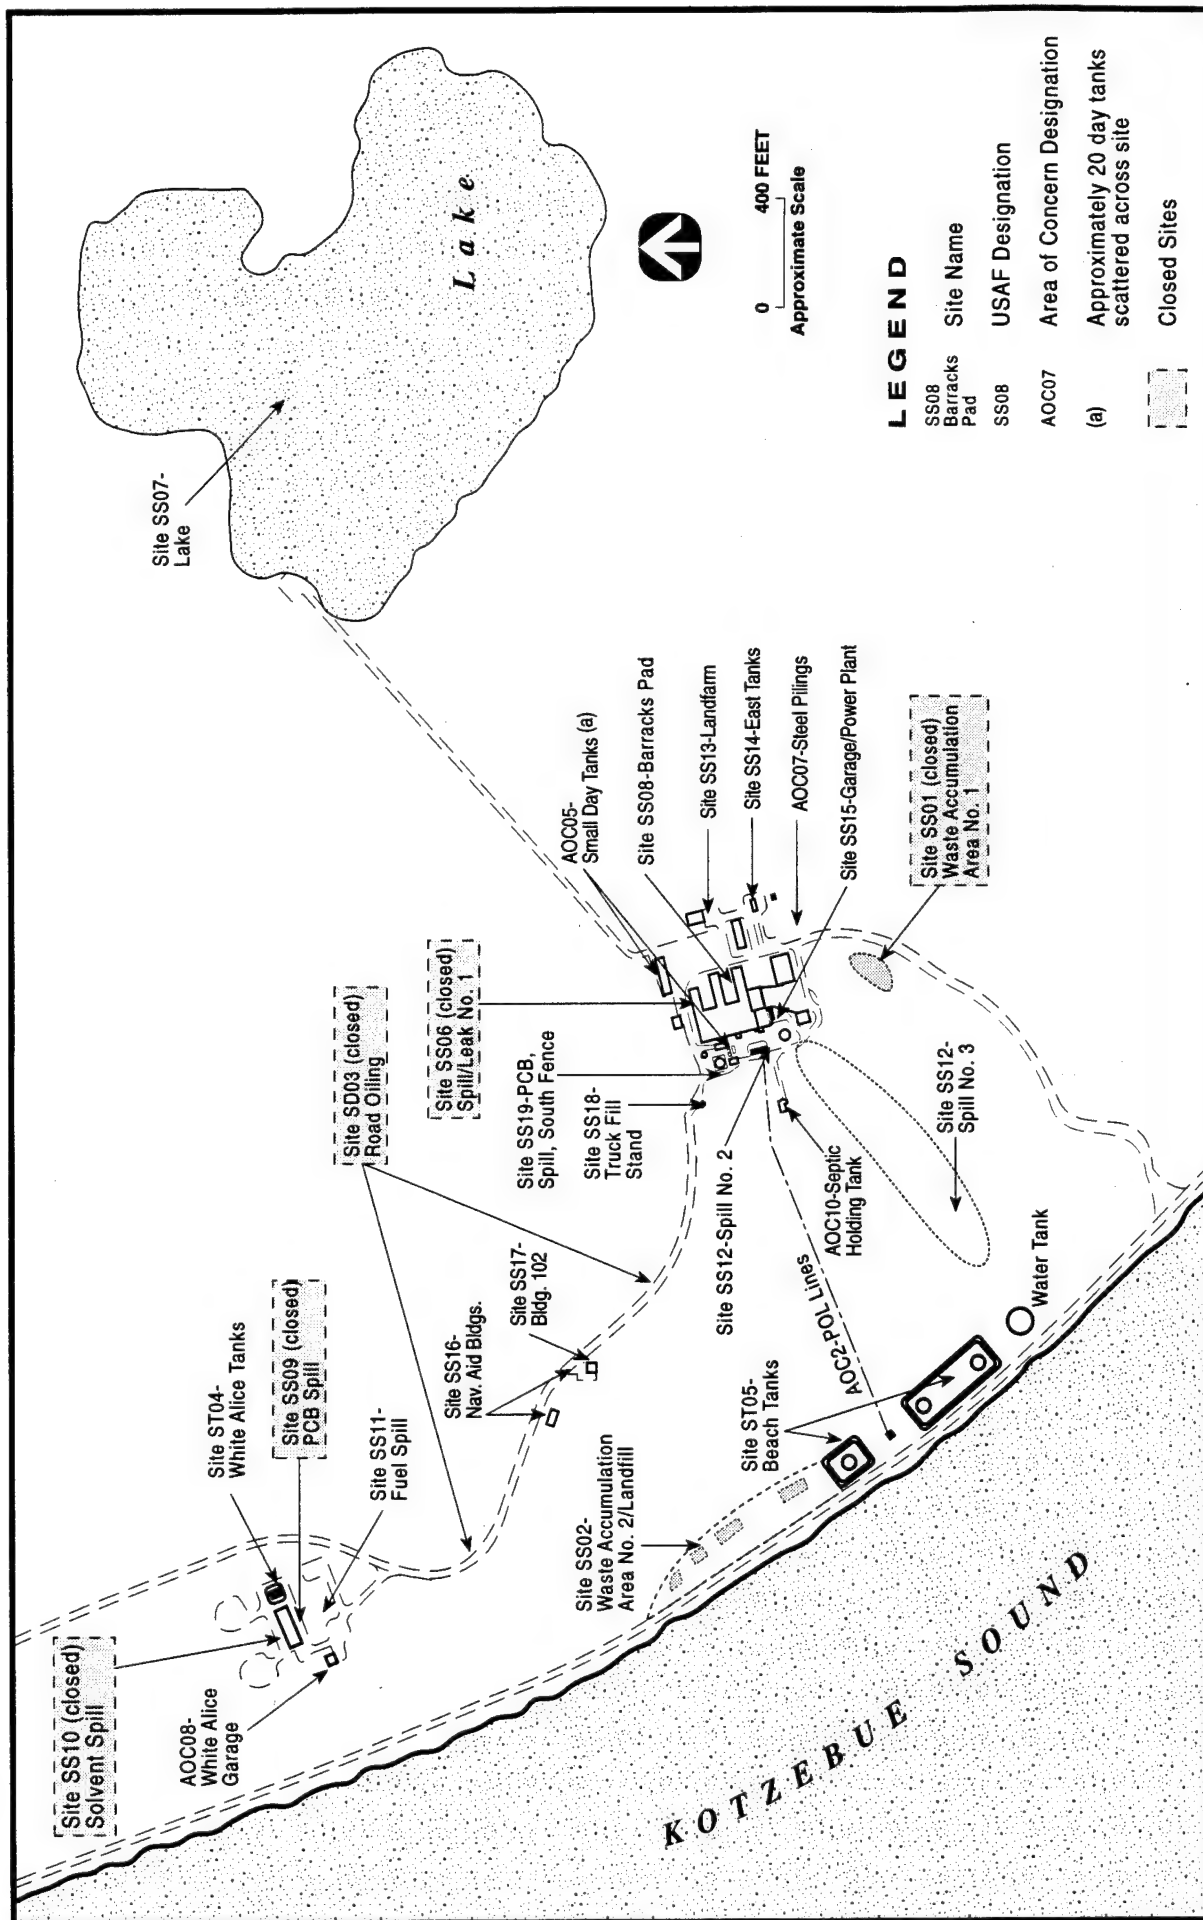 Site SS10 (closed)
Solvent Spill
AOC08-
White Alice
Garage
Site ST04-
White Alice Tanks
Site SS09 (closed)
PCB Spill
Site SS11-
Fuel Spill
Site SD03 (closed)
Road Oiling
Site SS06 (closed)
Spill/Leak No. 1
Site SS16-
Nav. Aid Bldgs.
Site SS17-
Bldg. 102
Site SS19-PCB,
Spill, South Fence
Site SS18-
Truck Fill
Stand
Site SS07-
Lake
Lake
AOC05-
Small Day Tanks (a)
Site SS08-Barracks Pad
Site SS13-Landfarm
Site SS14-East Tanks
AOC07-Steel Pilings
Site SS15-Garage/Power Plant
Site SS01 (closed)
Waste Accumulation
Area No. 1
Site SS02-
Waste Accumulation
Area No. 2/Landfill
Site ST05-
Beach Tanks
Site SS12-Spill No. 2
AOC2-POL Lines
AOC10-Septic
Holding Tank
Site SS12-
Spill No. 3
Water Tank
KOTZEBUE SOUND
0 400 FEET
Approximate Scale
LEGEND
SS08
Barracks
Pad
Site Name
SS08 USAF Designation
AOC07 Area of Concern Designation
(a) Approximately 20 day tanks
scattered across site
Closed Sites